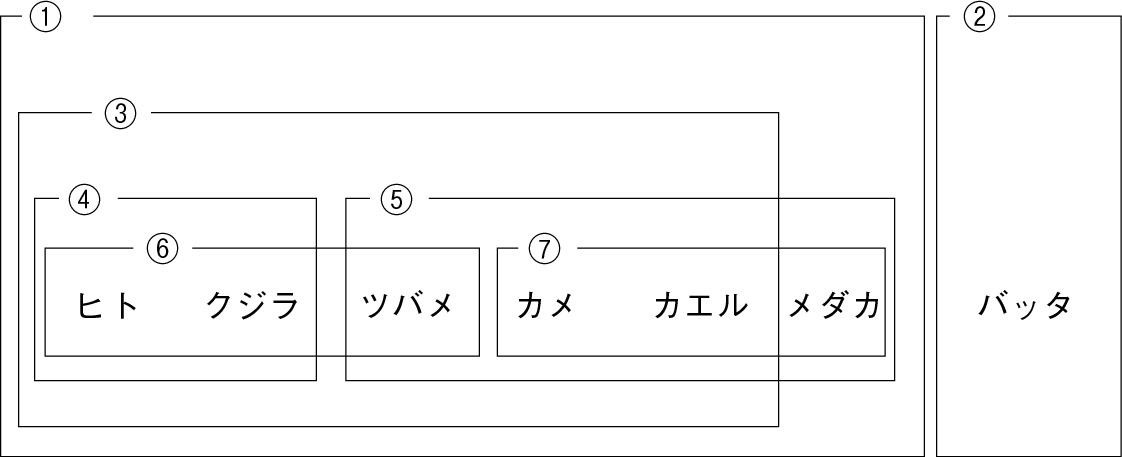 ① ②
③
④ ⑤
⑥ ⑦
ヒト クジラ ツバメ カメ カエル メダカ バッタ